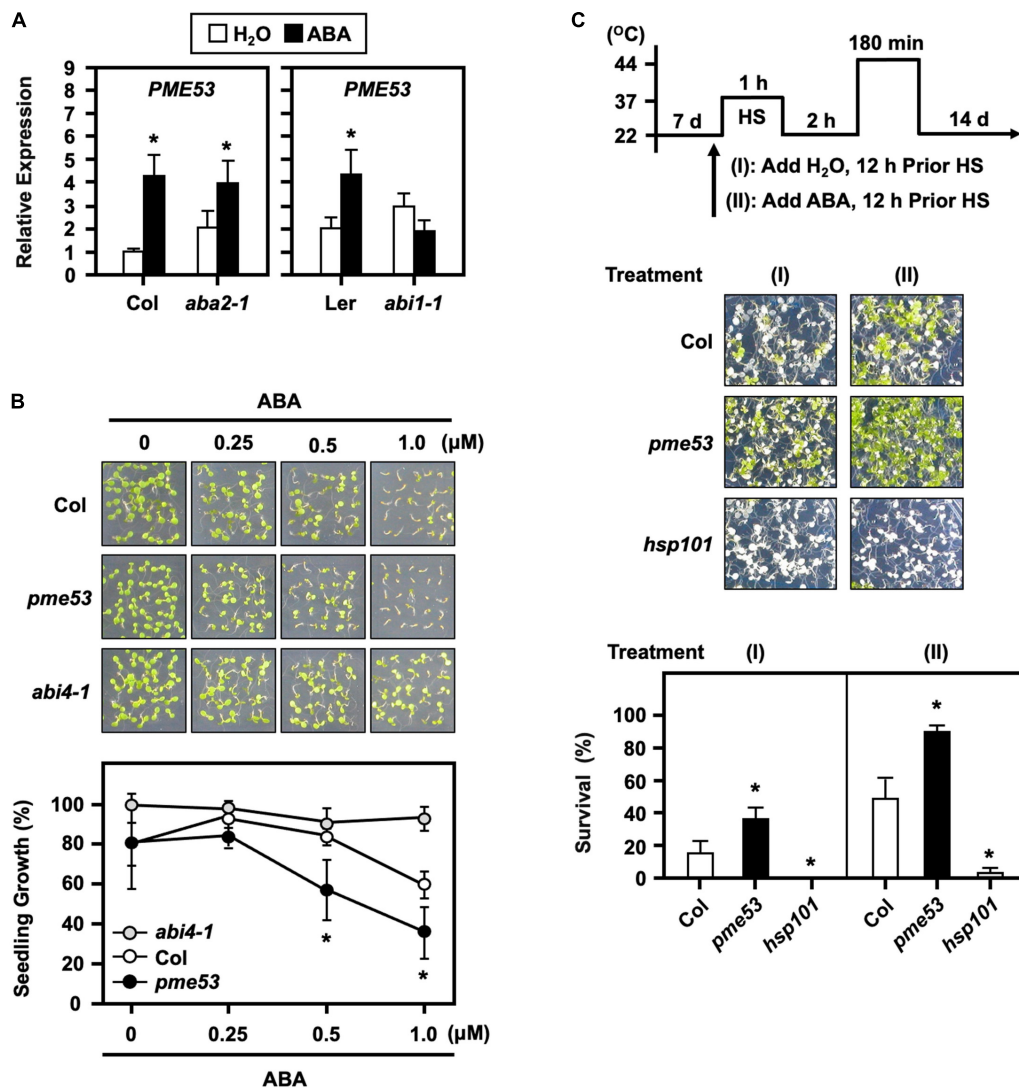 A
H₂O ABA
PME53 PME53
Relative Expression
9
8
7
6
5
4
3
2
1
0
* * *
Col aba2-1 Ler abi1-1
B
ABA
0 0.25 0.5 1.0 (µM)
Col
pme53
abi4-1
Seedling Growth (%)
100
80
60
40
20
0
abi4-1
Col
pme53
* *
0 0.25 0.5 1.0 (µM)
ABA
C
(OC)
44
37
22
7 d
1 h
HS
2 h
180 min
14 d
(I): Add H₂O, 12 h Prior HS
(II): Add ABA, 12 h Prior HS
Treatment (I) (II)
Col
pme53
hsp101
Treatment (I) (II)
Survival (%)
100
80
60
40
20
0
* * * *
Col pme53 hsp101 Col pme53 hsp101